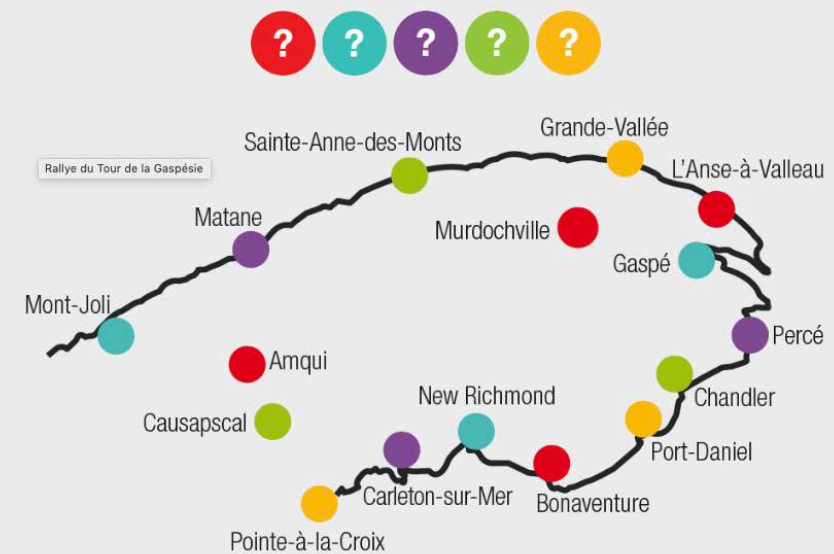 ? ? ? ? ?
Sainte-Anne-des-Monts
Grande-Vallée
Rallye du Tour de la Gaspésie
L'Anse-à-Valleau
Matane
Murdochville
Gaspé
Mont-Joli
Percé
Amqui
New Richmond
Chandler
Causapscal
Port-Daniel
Carleton-sur-Mer
Bonaventure
Pointe-à-la-Croix